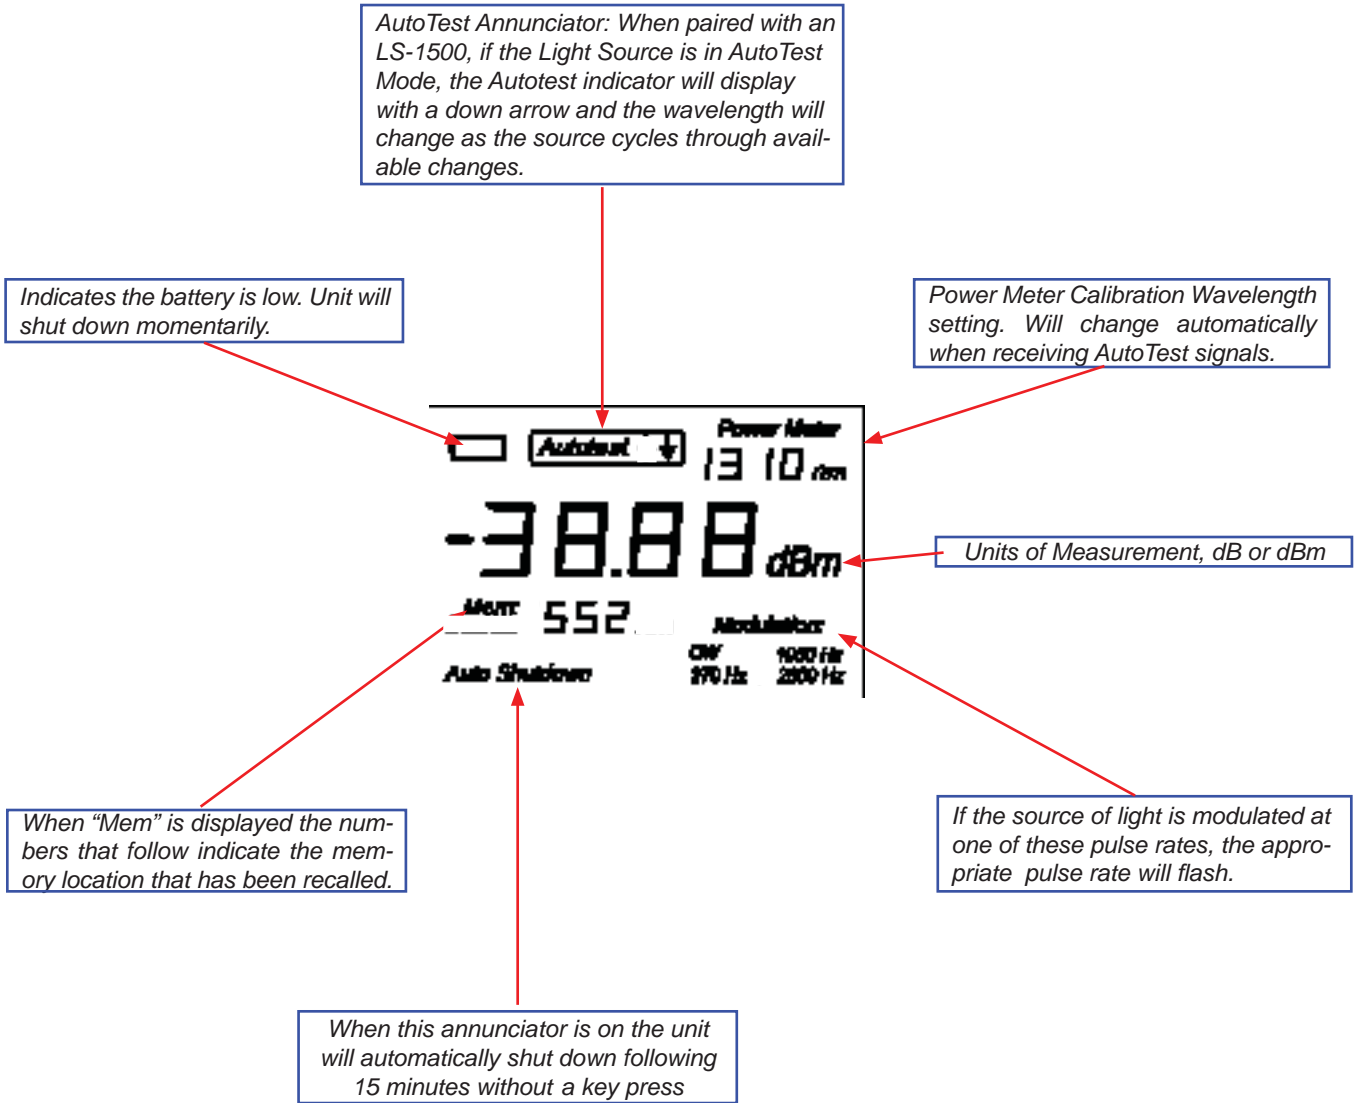 AutoTest Annunciator: When paired with an
LS-1500, if the Light Source is in AutoTest
Mode, the Autotest indicator will display
with a down arrow and the wavelength will
change as the source cycles through avail-
able changes.
Indicates the battery is low. Unit will
shut down momentarily.
Power Meter Calibration Wavelength
setting. Will change automatically
when receiving AutoTest signals.
Autotest
Power Meter
1310 nm
-38.88 dBm
Units of Measurement, dB or dBm
Mem 552
Modulation
CW
Auto Shutdown
When “Mem” is displayed the num-
bers that follow indicate the mem-
ory location that has been recalled.
If the source of light is modulated at
one of these pulse rates, the appro-
priate pulse rate will flash.
When this annunciator is on the unit
will automatically shut down following
15 minutes without a key press